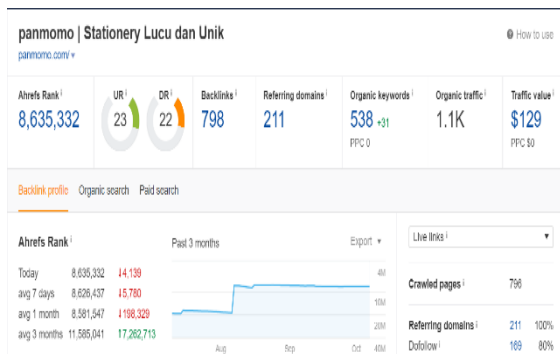 panmomo | Stationery Lucu dan Unik
How to use
panmomo.com/
Ahrefs Rank
8,635,332
UR
23
DR
22
Backlinks
798
Referring domains
211
Organic keywords
538 +31
PPC 0
Organic traffic
1.1K
Traffic value
$129
PPC $0
Backlink profile Organic search Paid search
Ahrefs Rank
Past 3 months
Export
Today 8,635,332 ↓4,139
avg 7 days 8,626,437 ↓5,780
avg 1 month 8,581,547 ↓198,329
avg 3 months 11,585,041 ↑7,262,713
4M
10M
20M
40M
Aug Sep Oct
Live links
Crawled pages 796
Referring domains 211 100%
Dofollow 169 80%